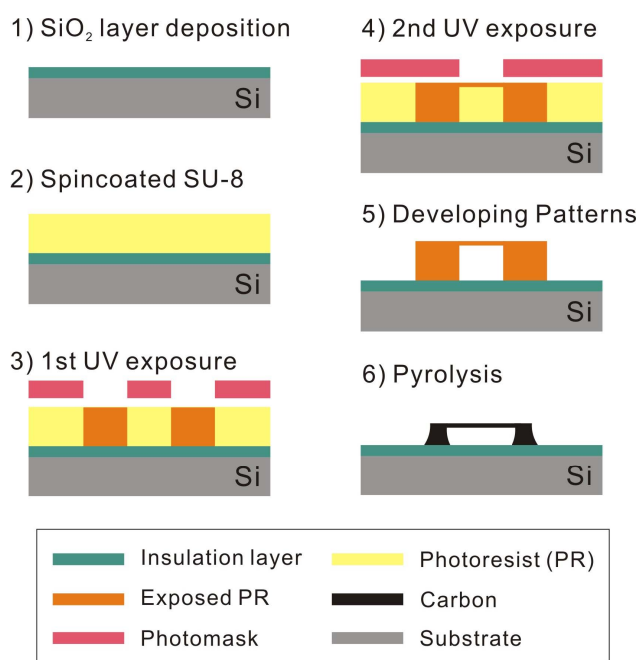 1) SiO₂ layer deposition
Si
2) Spincoated SU-8
Si
3) 1st UV exposure
Si
4) 2nd UV exposure
Si
5) Developing Patterns
Si
6) Pyrolysis
Si
Insulation layer
Photoresist (PR)
Exposed PR
Carbon
Photomask
Substrate